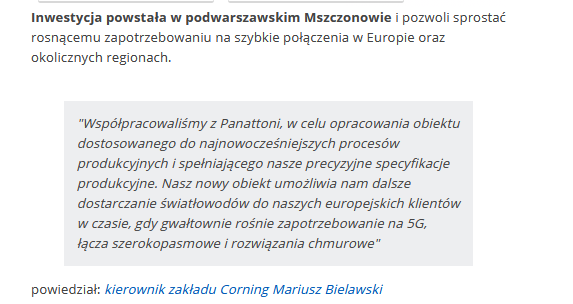 Inwestycja powstała w podwarszawskim Mszczonowie i pozwoli sprostać
rosnącemu zapotrzebowaniu na szybkie połączenia w Europie oraz
okolicznych regionach.
"Współpracowaliśmy z Panattoni, w celu opracowania obiektu
dostosowanego do najnowocześniejszych procesów
produkcyjnych i spełniającego nasze precyzyjne specyfikacje
produkcyjne. Nasz nowy obiekt umożliwia nam dalsze
dostarczanie światłowodów do naszych europejskich klientów
w czasie, gdy gwałtownie rośnie zapotrzebowanie na 5G,
łącza szerokopasmowe i rozwiązania chmurowe"
powiedział: kierownik zakładu Corning Mariusz Bielawski